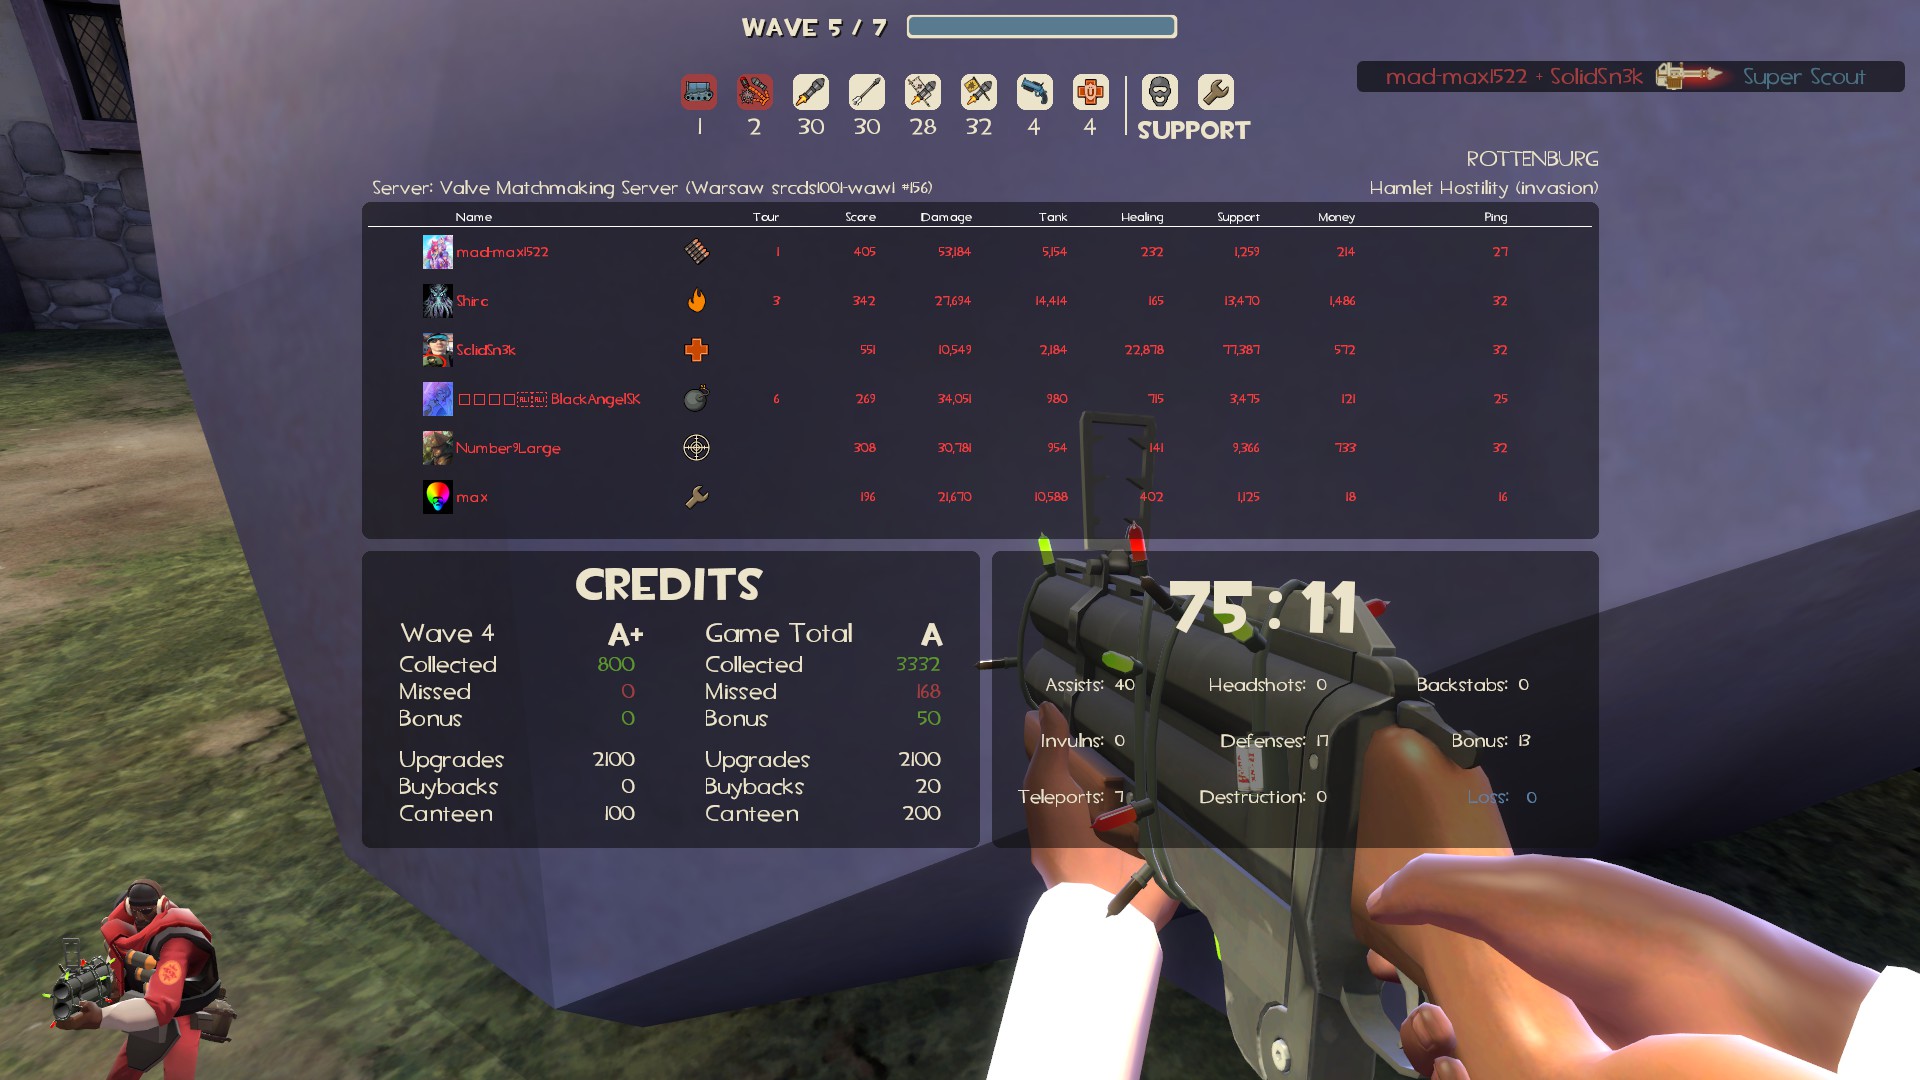 WAVE 5 / 7
mad-max1522 + SolidSn3k Super Scout
1 2 30 30 28 32 4 4 SUPPORT
ROTTENBURG
Server: Valve Matchmaking Server (Warsaw srcds1001-waw1 #156) Hamlet Hostility (invasion)
Name Tour Score Damage Tank Healing Support Money Ping
mad-max1522 1 405 53,184 5,154 232 1,259 214 27
Shirc 3 342 27,694 14,414 165 13,470 1,486 32
SolidSn3k 551 10,549 2,184 22,878 77,387 572 32
BlackAngelSK 6 269 34,051 980 715 3,475 121 25
Number9Large 308 30,781 954 141 9,366 733 32
max 196 21,670 10,588 402 1,125 18 16
CREDITS
Wave 4 A+ Game Total A
Collected 800 Collected 3332
Missed 0 Missed 168
Bonus 0 Bonus 50
Upgrades 2100 Upgrades 2100
Buybacks 0 Buybacks 20
Canteen 100 Canteen 200
75:11
Assists: 40 Headshots: 0 Backstabs: 0
Invulns: 0 Defenses: 17 Bonus: 13
Teleports: 7 Destruction: 0 Loss: 0